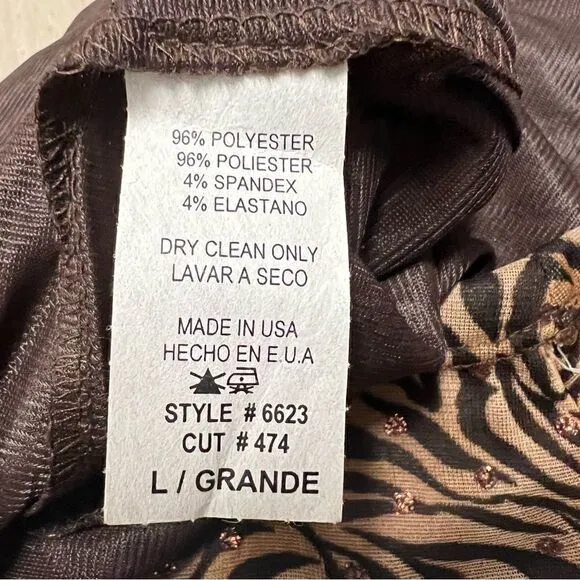 96% POLYESTER
96% POLIESTER
4% SPANDEX
4% ELASTANO
DRY CLEAN ONLY
LAVAR A SECO
MADE IN USA
HECHO EN E.U.A
STYLE # 6623
CUT # 474
L / GRANDE